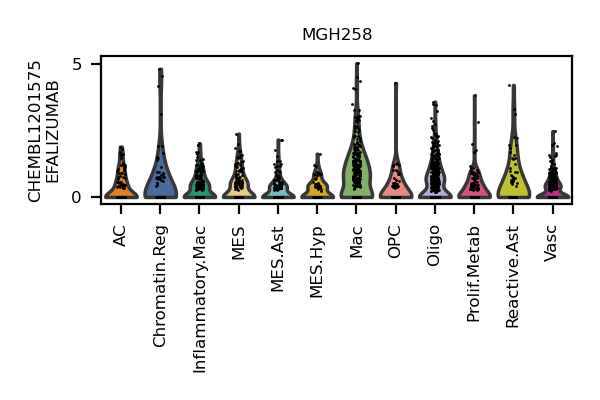 MGH258
CHEMBL1201575
EFALIZUMAB
5
0
AC
Chromatin.Reg
Inflammatory.Mac
MES
MES.Ast
MES.Hyp
Mac
OPC
Oligo
Prolif.Metab
Reactive.Ast
Vasc